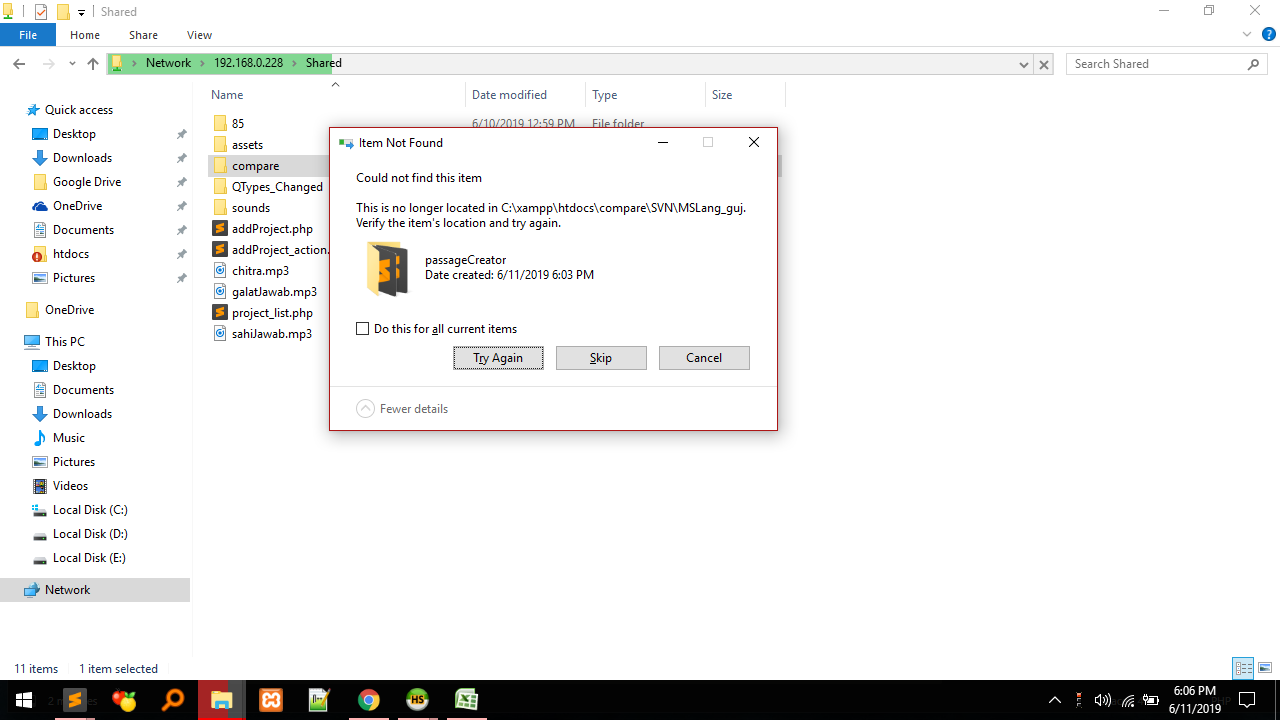 Shared
File Home Share View
Network 192.168.0.228 Shared
Search Shared
Name Date modified Type Size
Quick access
Desktop
Downloads
Google Drive
OneDrive
Documents
htdocs
Pictures
OneDrive
This PC
Desktop
Documents
Downloads
Music
Pictures
Videos
Local Disk (C:)
Local Disk (D:)
Local Disk (E:)
Network
85 6/10/2019 12:59 PM File folder
assets
compare
QTypes_Changed
sounds
addProject.php
addProject_action.
chitra.mp3
galatJawab.mp3
project_list.php
sahiJawab.mp3
Item Not Found
Could not find this item
This is no longer located in C:\xampp\htdocs\compare\SVN\MSLang_guj.
Verify the item's location and try again.
passageCreator
Date created: 6/11/2019 6:03 PM
Do this for all current items
Try Again Skip Cancel
Fewer details
11 items 1 item selected
HS
6:06 PM
6/11/2019